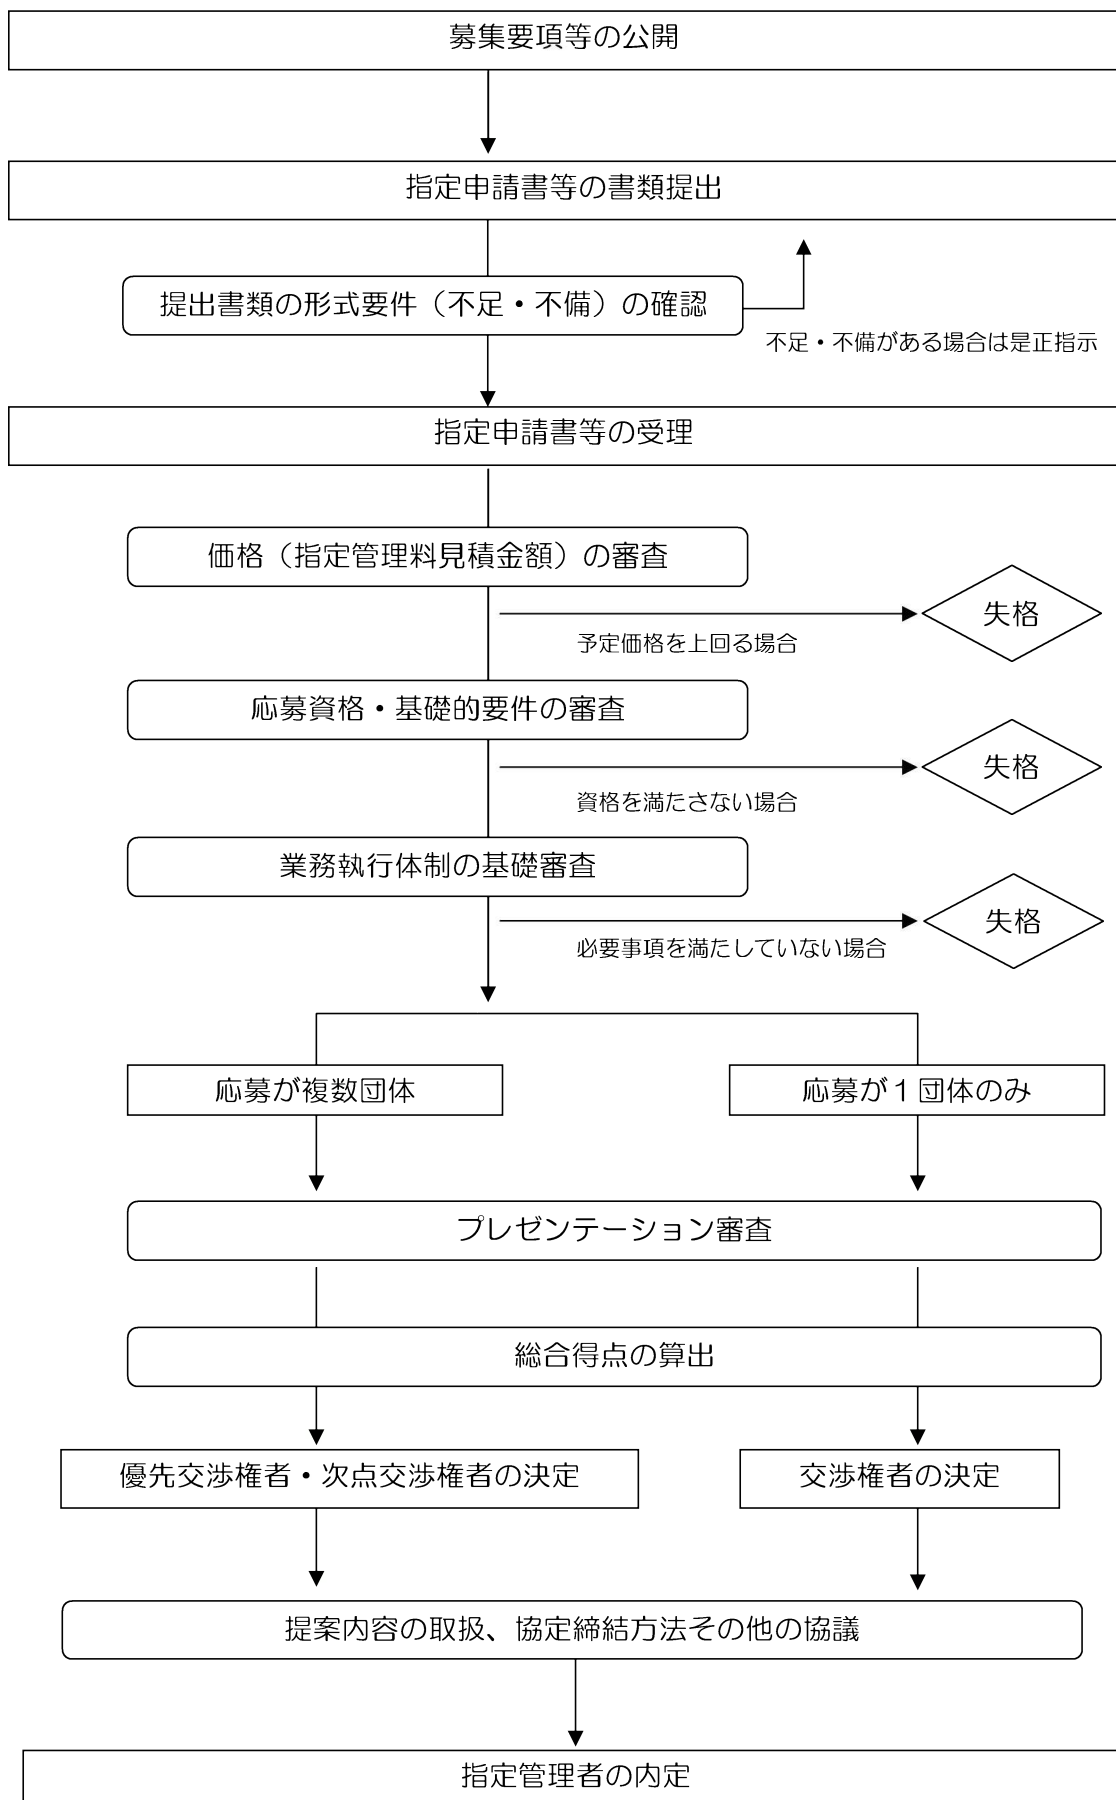 募集要項等の公開
指定申請書等の書類提出
提出書類の形式要件（不足・不備）の確認
不足・不備がある場合は是正指示
指定申請書等の受理
価格（指定管理料見積金額）の審査
失格
予定価格を上回る場合
応募資格・基礎的要件の審査
失格
資格を満たさない場合
業務執行体制の基礎審査
失格
必要事項を満たしていない場合
応募が複数団体
応募が１団体のみ
プレゼンテーション審査
総合得点の算出
優先交渉権者・次点交渉権者の決定
交渉権者の決定
提案内容の取扱、協定締結方法その他の協議
指定管理者の内定